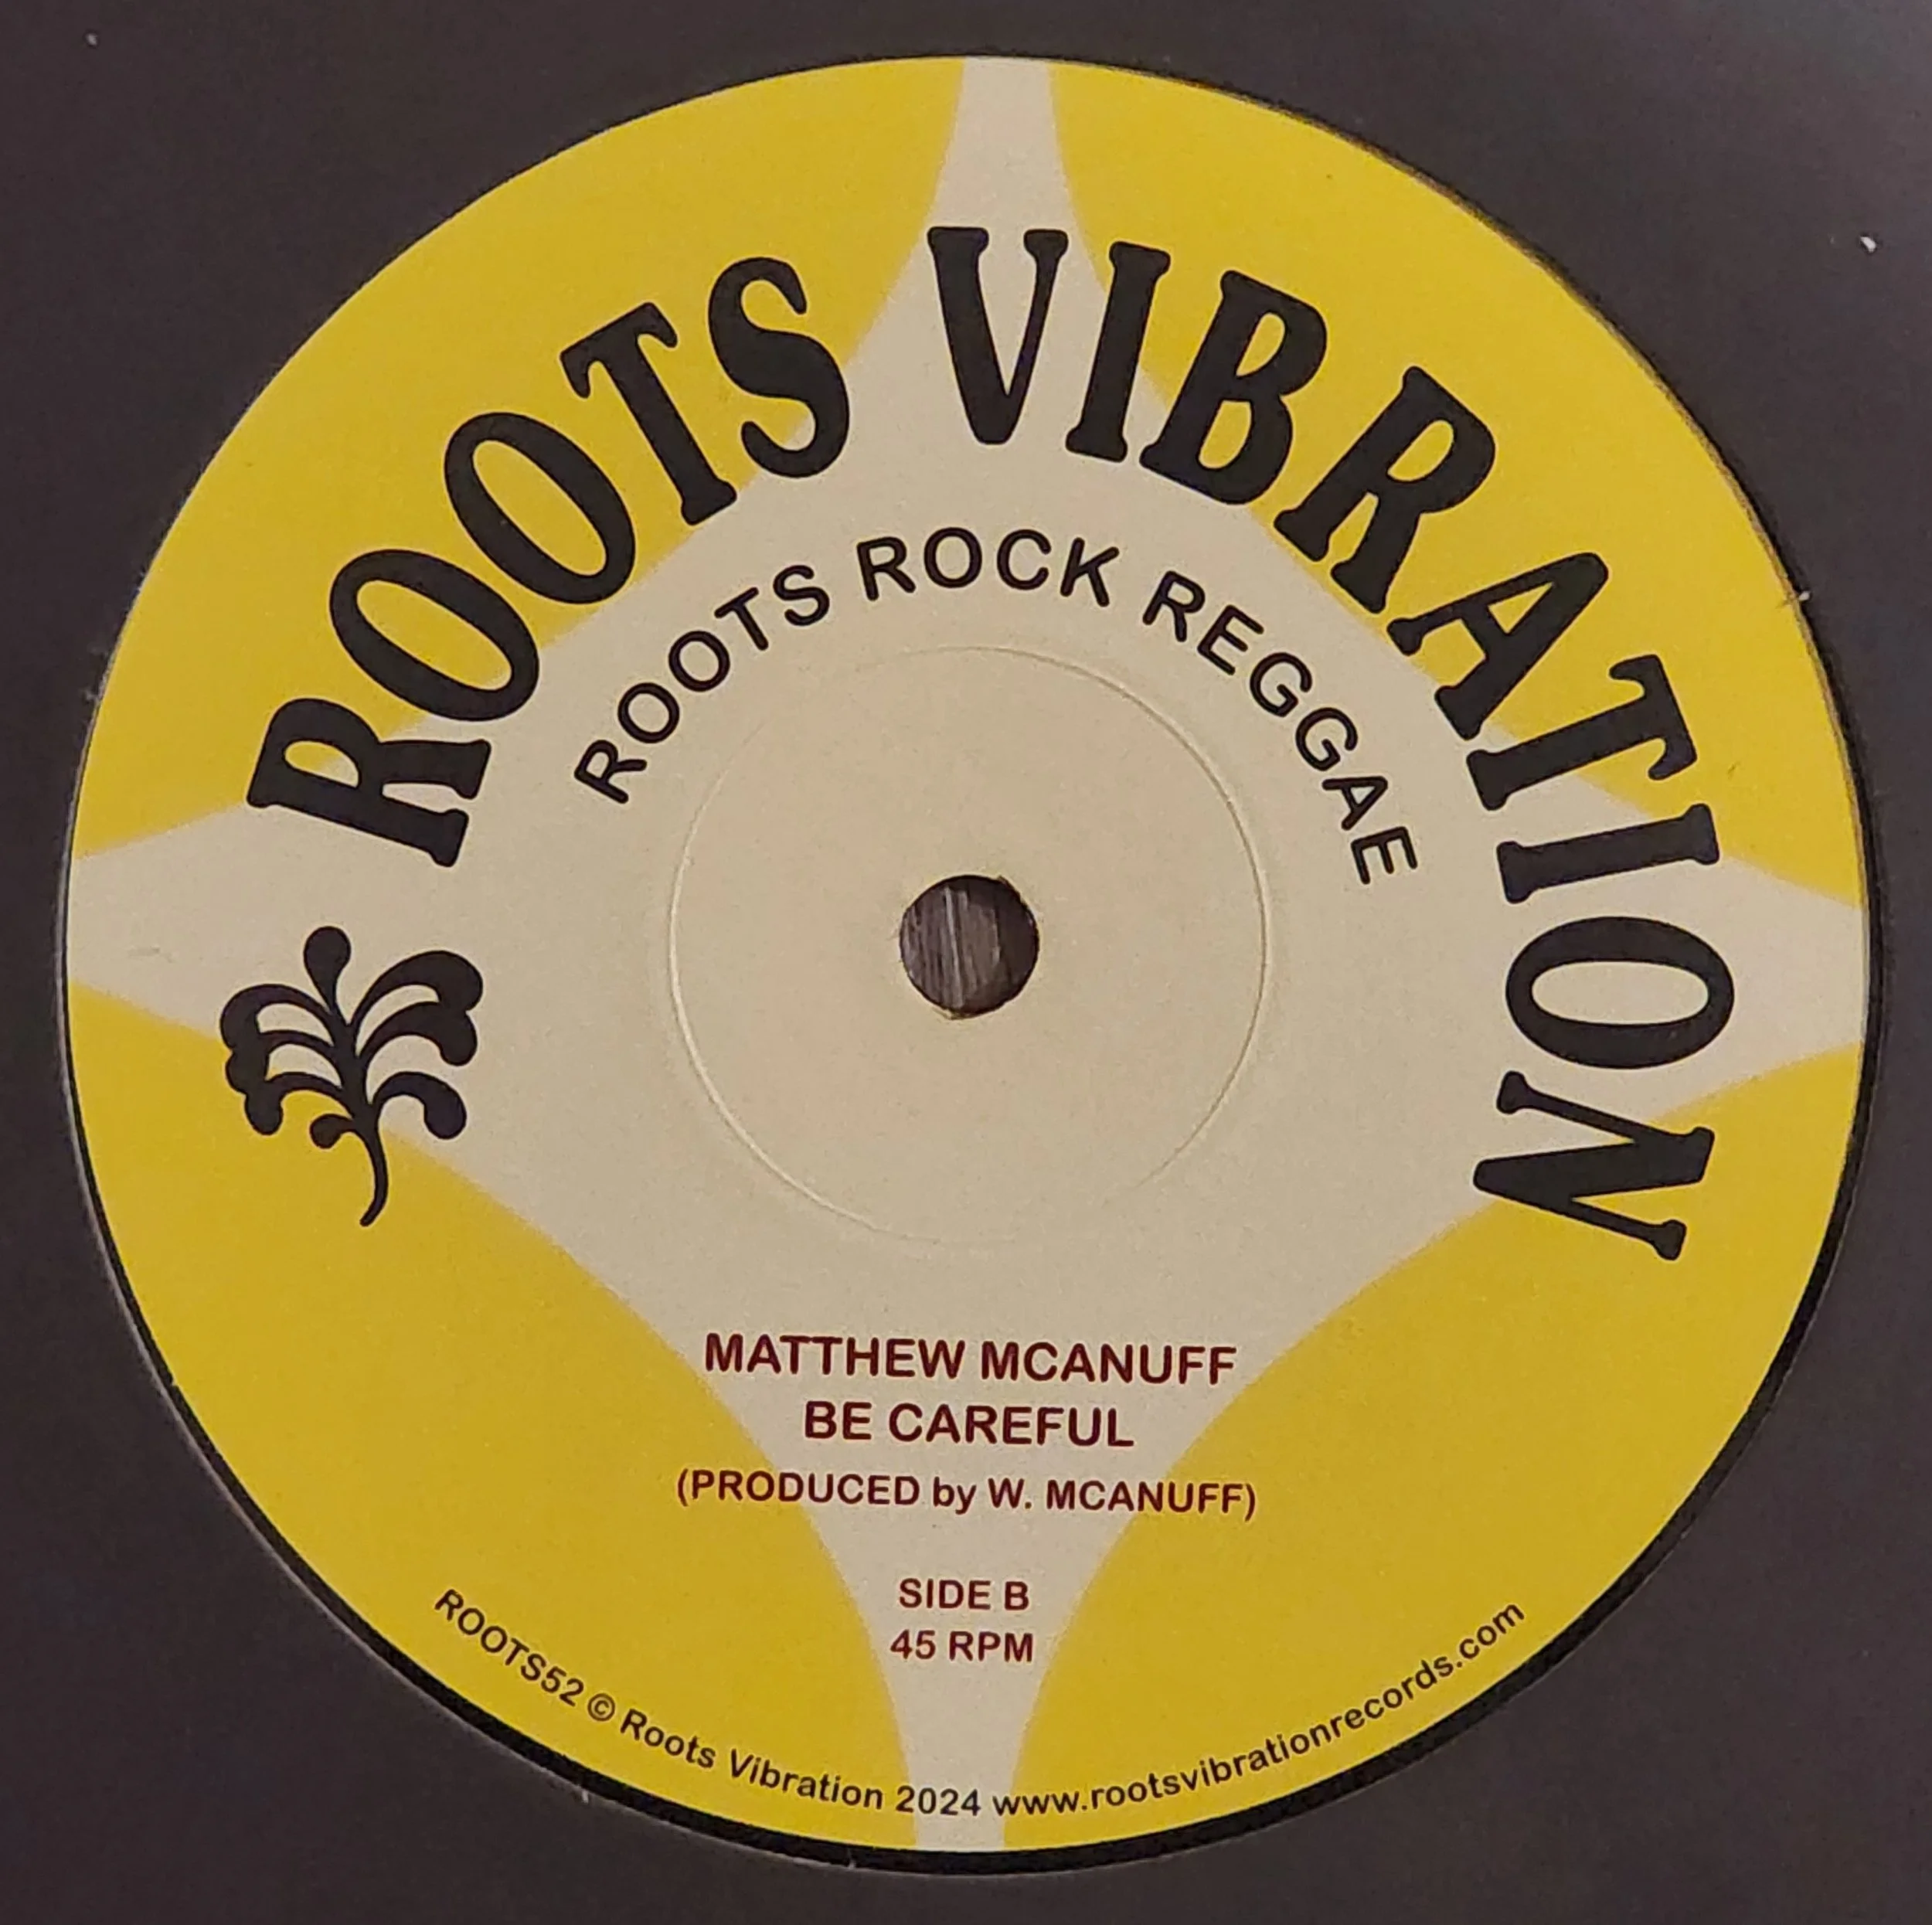 ROOTS VIBRATION
ROOTS ROCK REGGAE
MATTHEW MCANUFF
BE CAREFUL
(PRODUCED by W. MCANUFF)
SIDE B
45 RPM
ROOTS52 © Roots Vibration 2024 www.rootsvibrationrecords.com